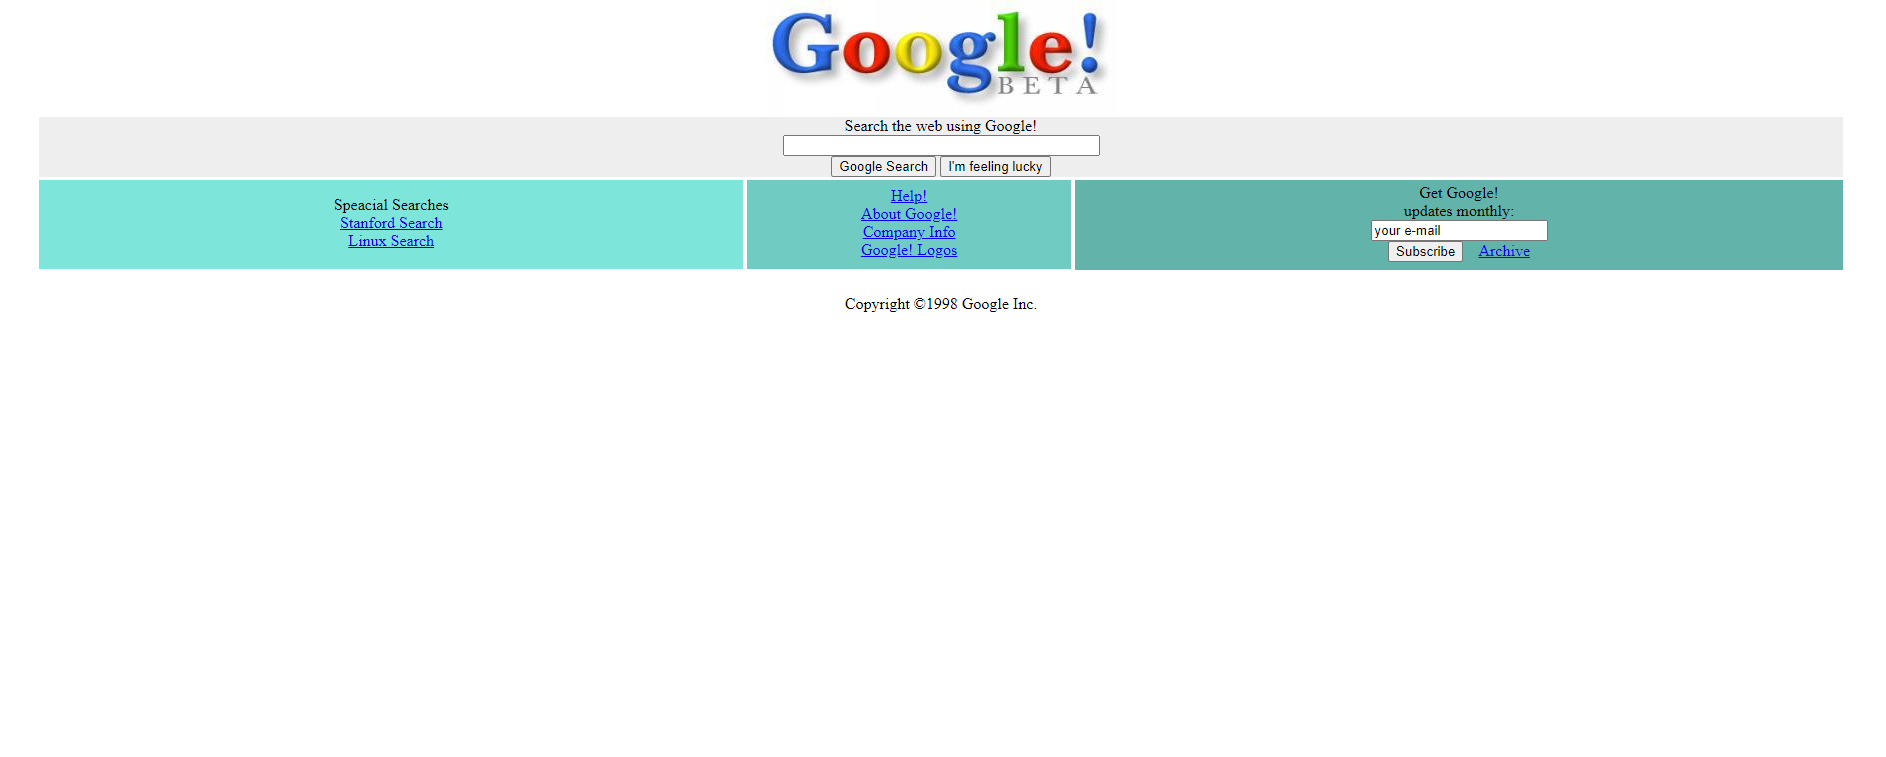 Google!
BETA
Search the web using Google!
Google Search I'm feeling lucky
Speacial Searches
Stanford Search
Linux Search
Help!
About Google!
Company Info
Google! Logos
Get Google!
updates monthly:
your e-mail
Subscribe Archive
Copyright ©1998 Google Inc.